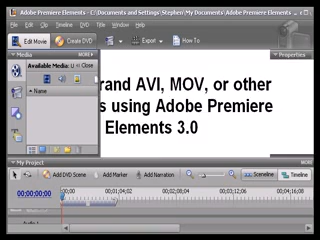 Adobe Premiere Elements - C:\Documents and Settings\Stephen\My Documents\Adobe Premiere Elements
File Edit Clip Timeline DVD Title Window Help
Edit Movie Create DVD Export How To
Media MORE Properties
Available Media: U Close
Name
rand AVI, MOV, or other
s using Adobe Premiere
Elements 3.0
MORE
My Project MORE
Add DVD Scene Add Marker Add Narration Sceneline Timeline
00;00;00;00 00;00 00;01;04;02 00;02;08;04 00;03;12;06 00;04;16;08